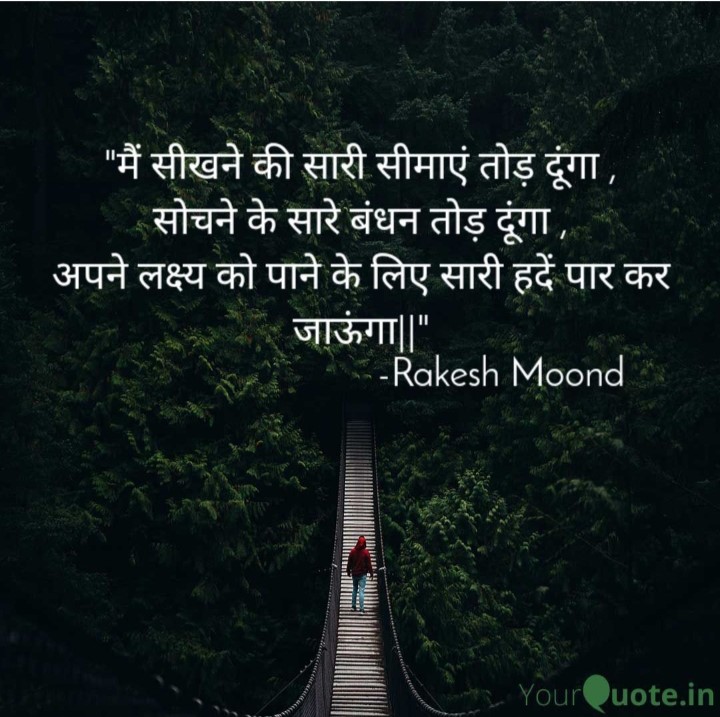 "मैं सीखने की सारी सीमाएं तोड़ दूंगा ,
सोचने के सारे बंधन तोड़ दूंगा ,
अपने लक्ष्य को पाने के लिए सारी हदें पार कर
जाऊंगा||"
-Rakesh Moond
YourQuote.in